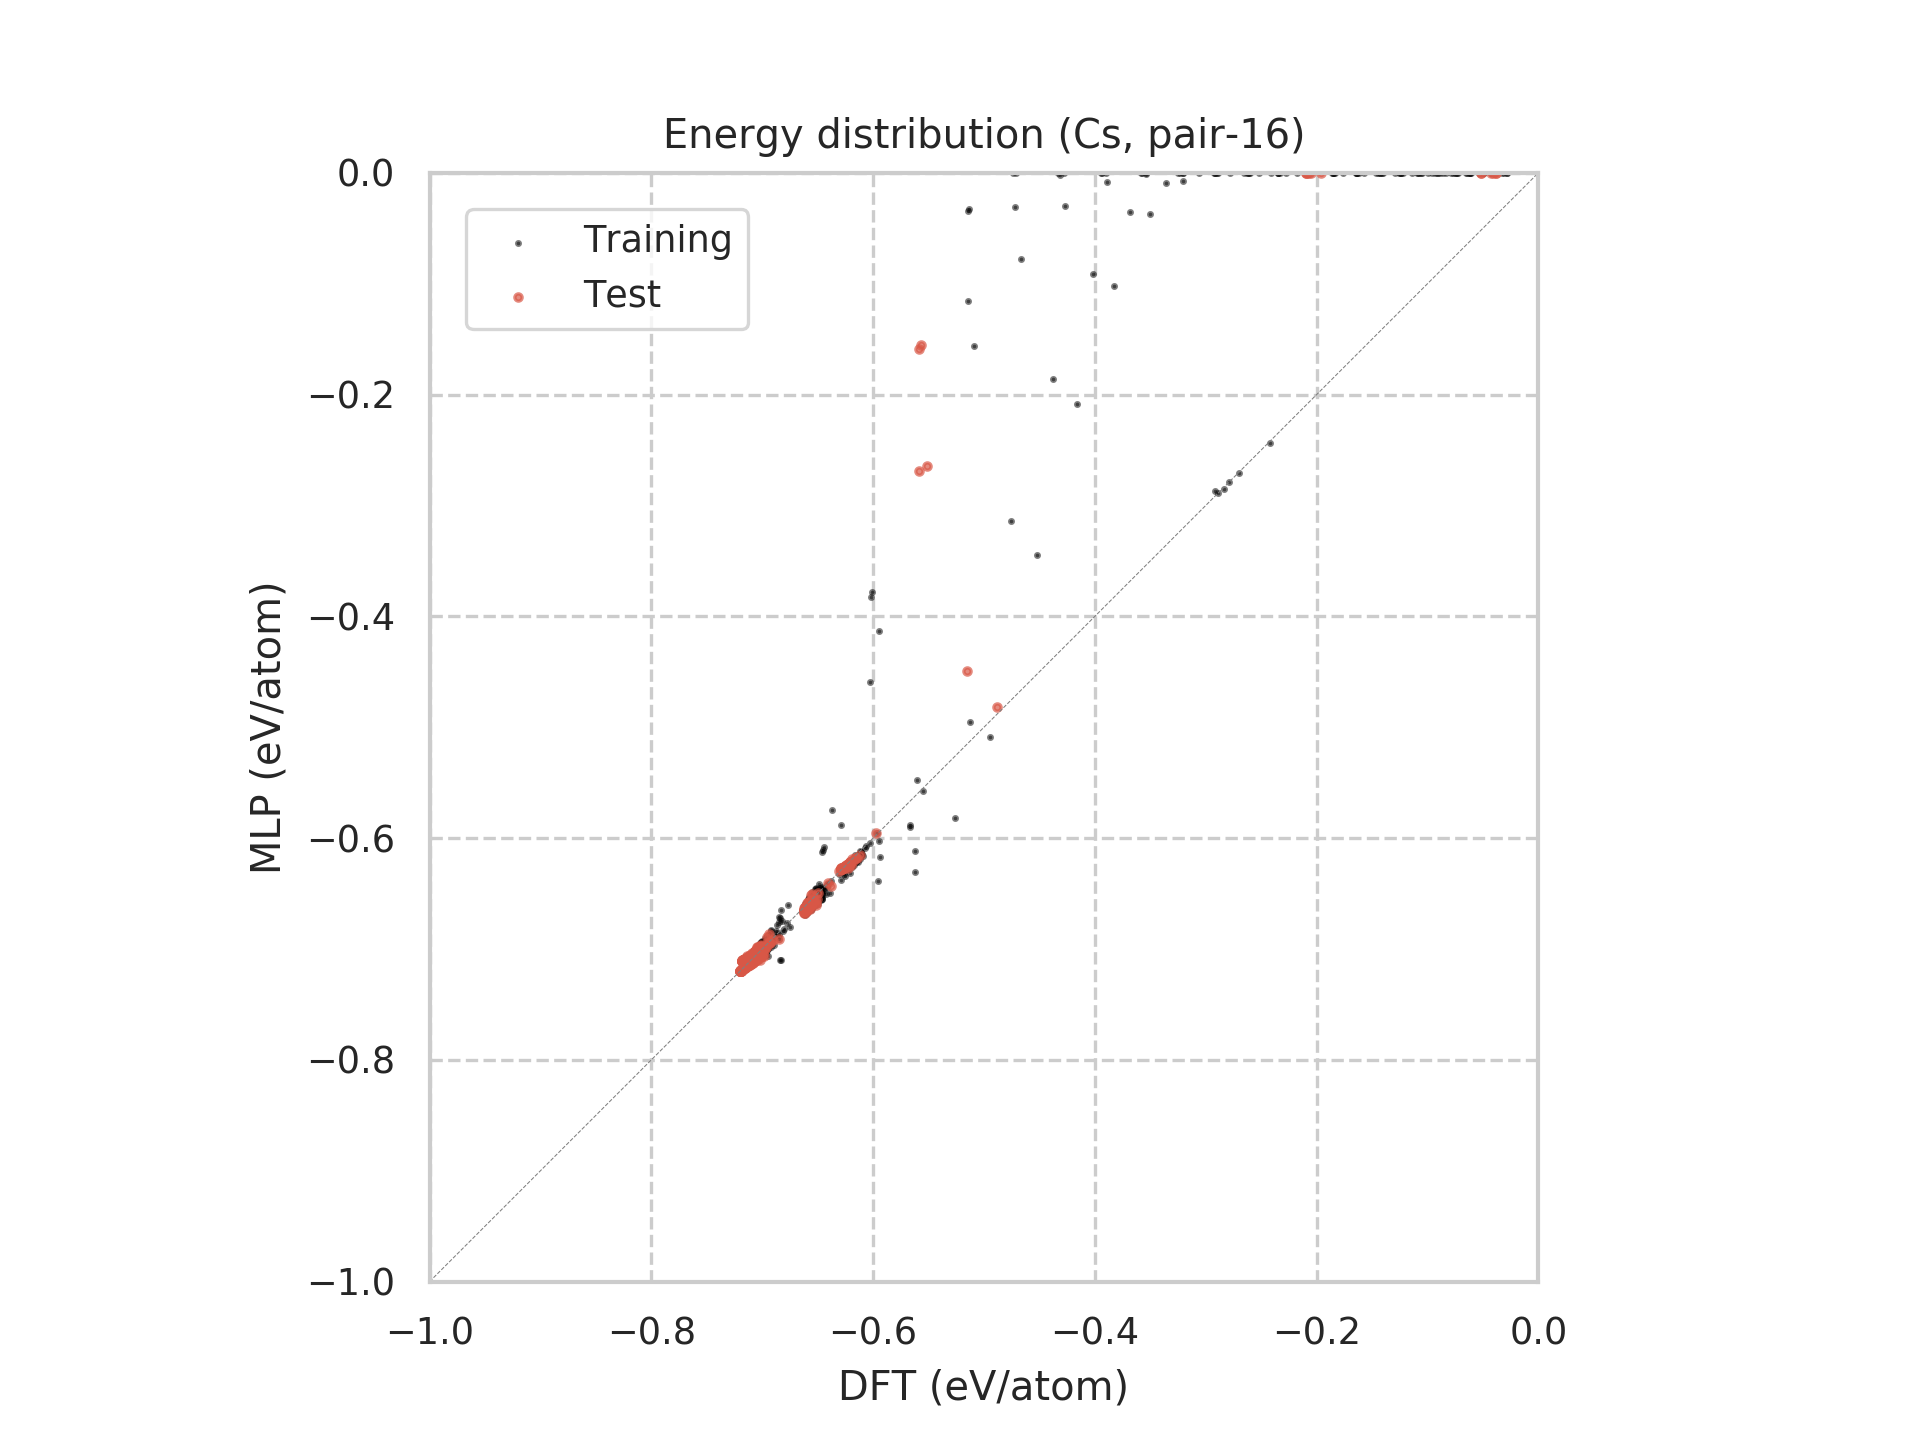 Energy distribution (Cs, pair-16)
0.0
−0.2
−0.4
−0.6
−0.8
−1.0
MLP (eV/atom)
Training
Test
−1.0 −0.8 −0.6 −0.4 −0.2 0.0
DFT (eV/atom)